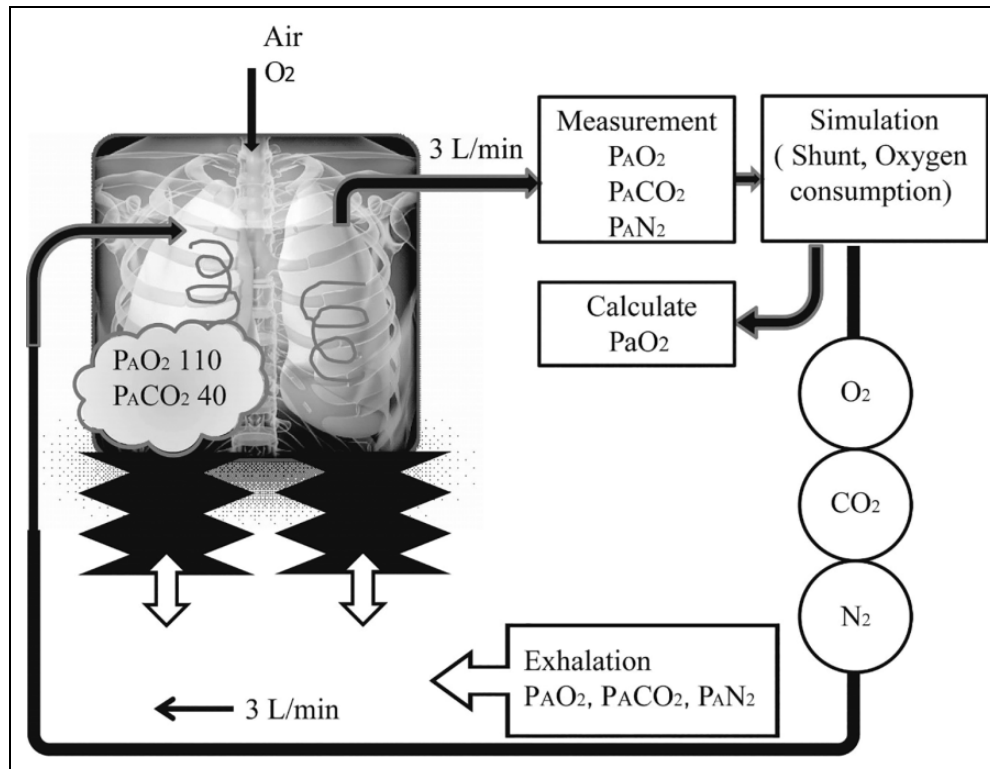 Air
O2
3 L/min
Measurement
PAO2
PACO2
PAN2
Simulation
( Shunt, Oxygen
consumption)
Calculate
PaO2
PAO2 110
PACO2 40
O2
CO2
N2
Exhalation
PAO2, PACO2, PAN2
3 L/min